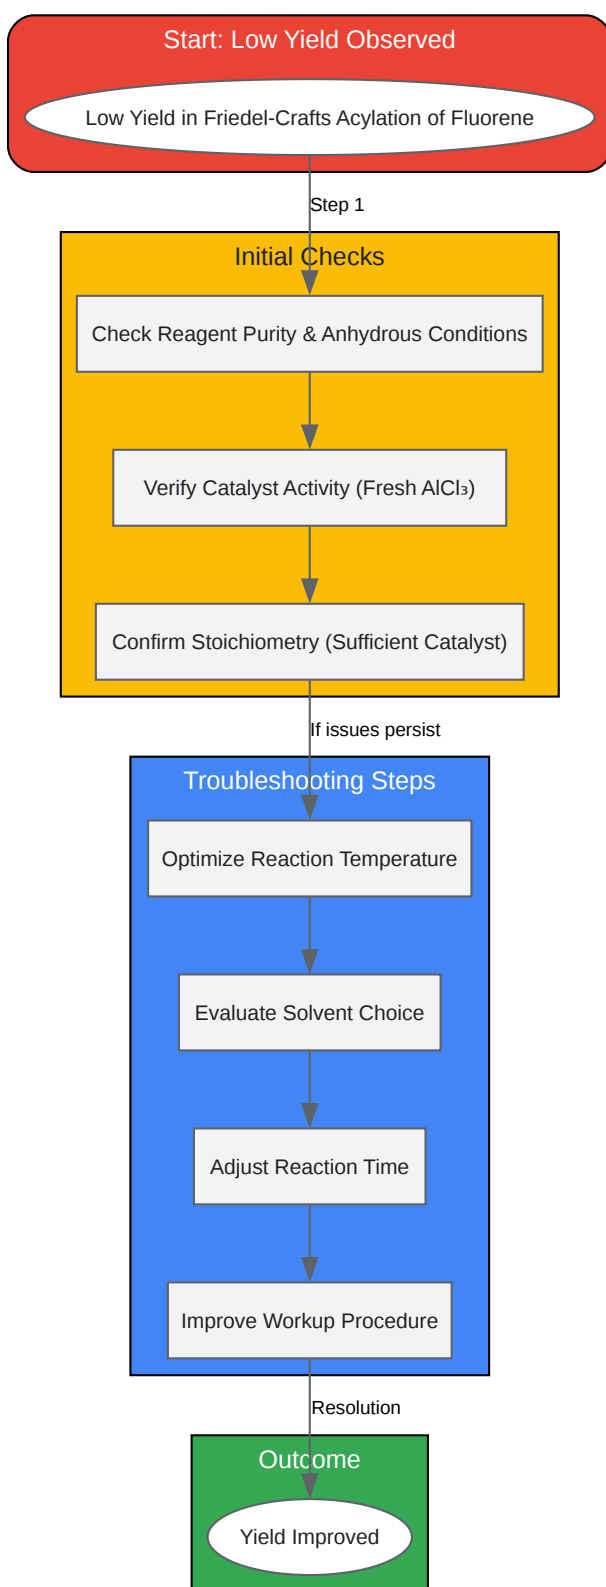 Start: Low Yield Observed
Low Yield in Friedel-Crafts Acylation of Fluorene
Step 1
Initial Checks
Check Reagent Purity & Anhydrous Conditions
Verify Catalyst Activity (Fresh AlCl₃)
Confirm Stoichiometry (Sufficient Catalyst)
If issues persist
Troubleshooting Steps
Optimize Reaction Temperature
Evaluate Solvent Choice
Adjust Reaction Time
Improve Workup Procedure
Resolution
Outcome
Yield Improved